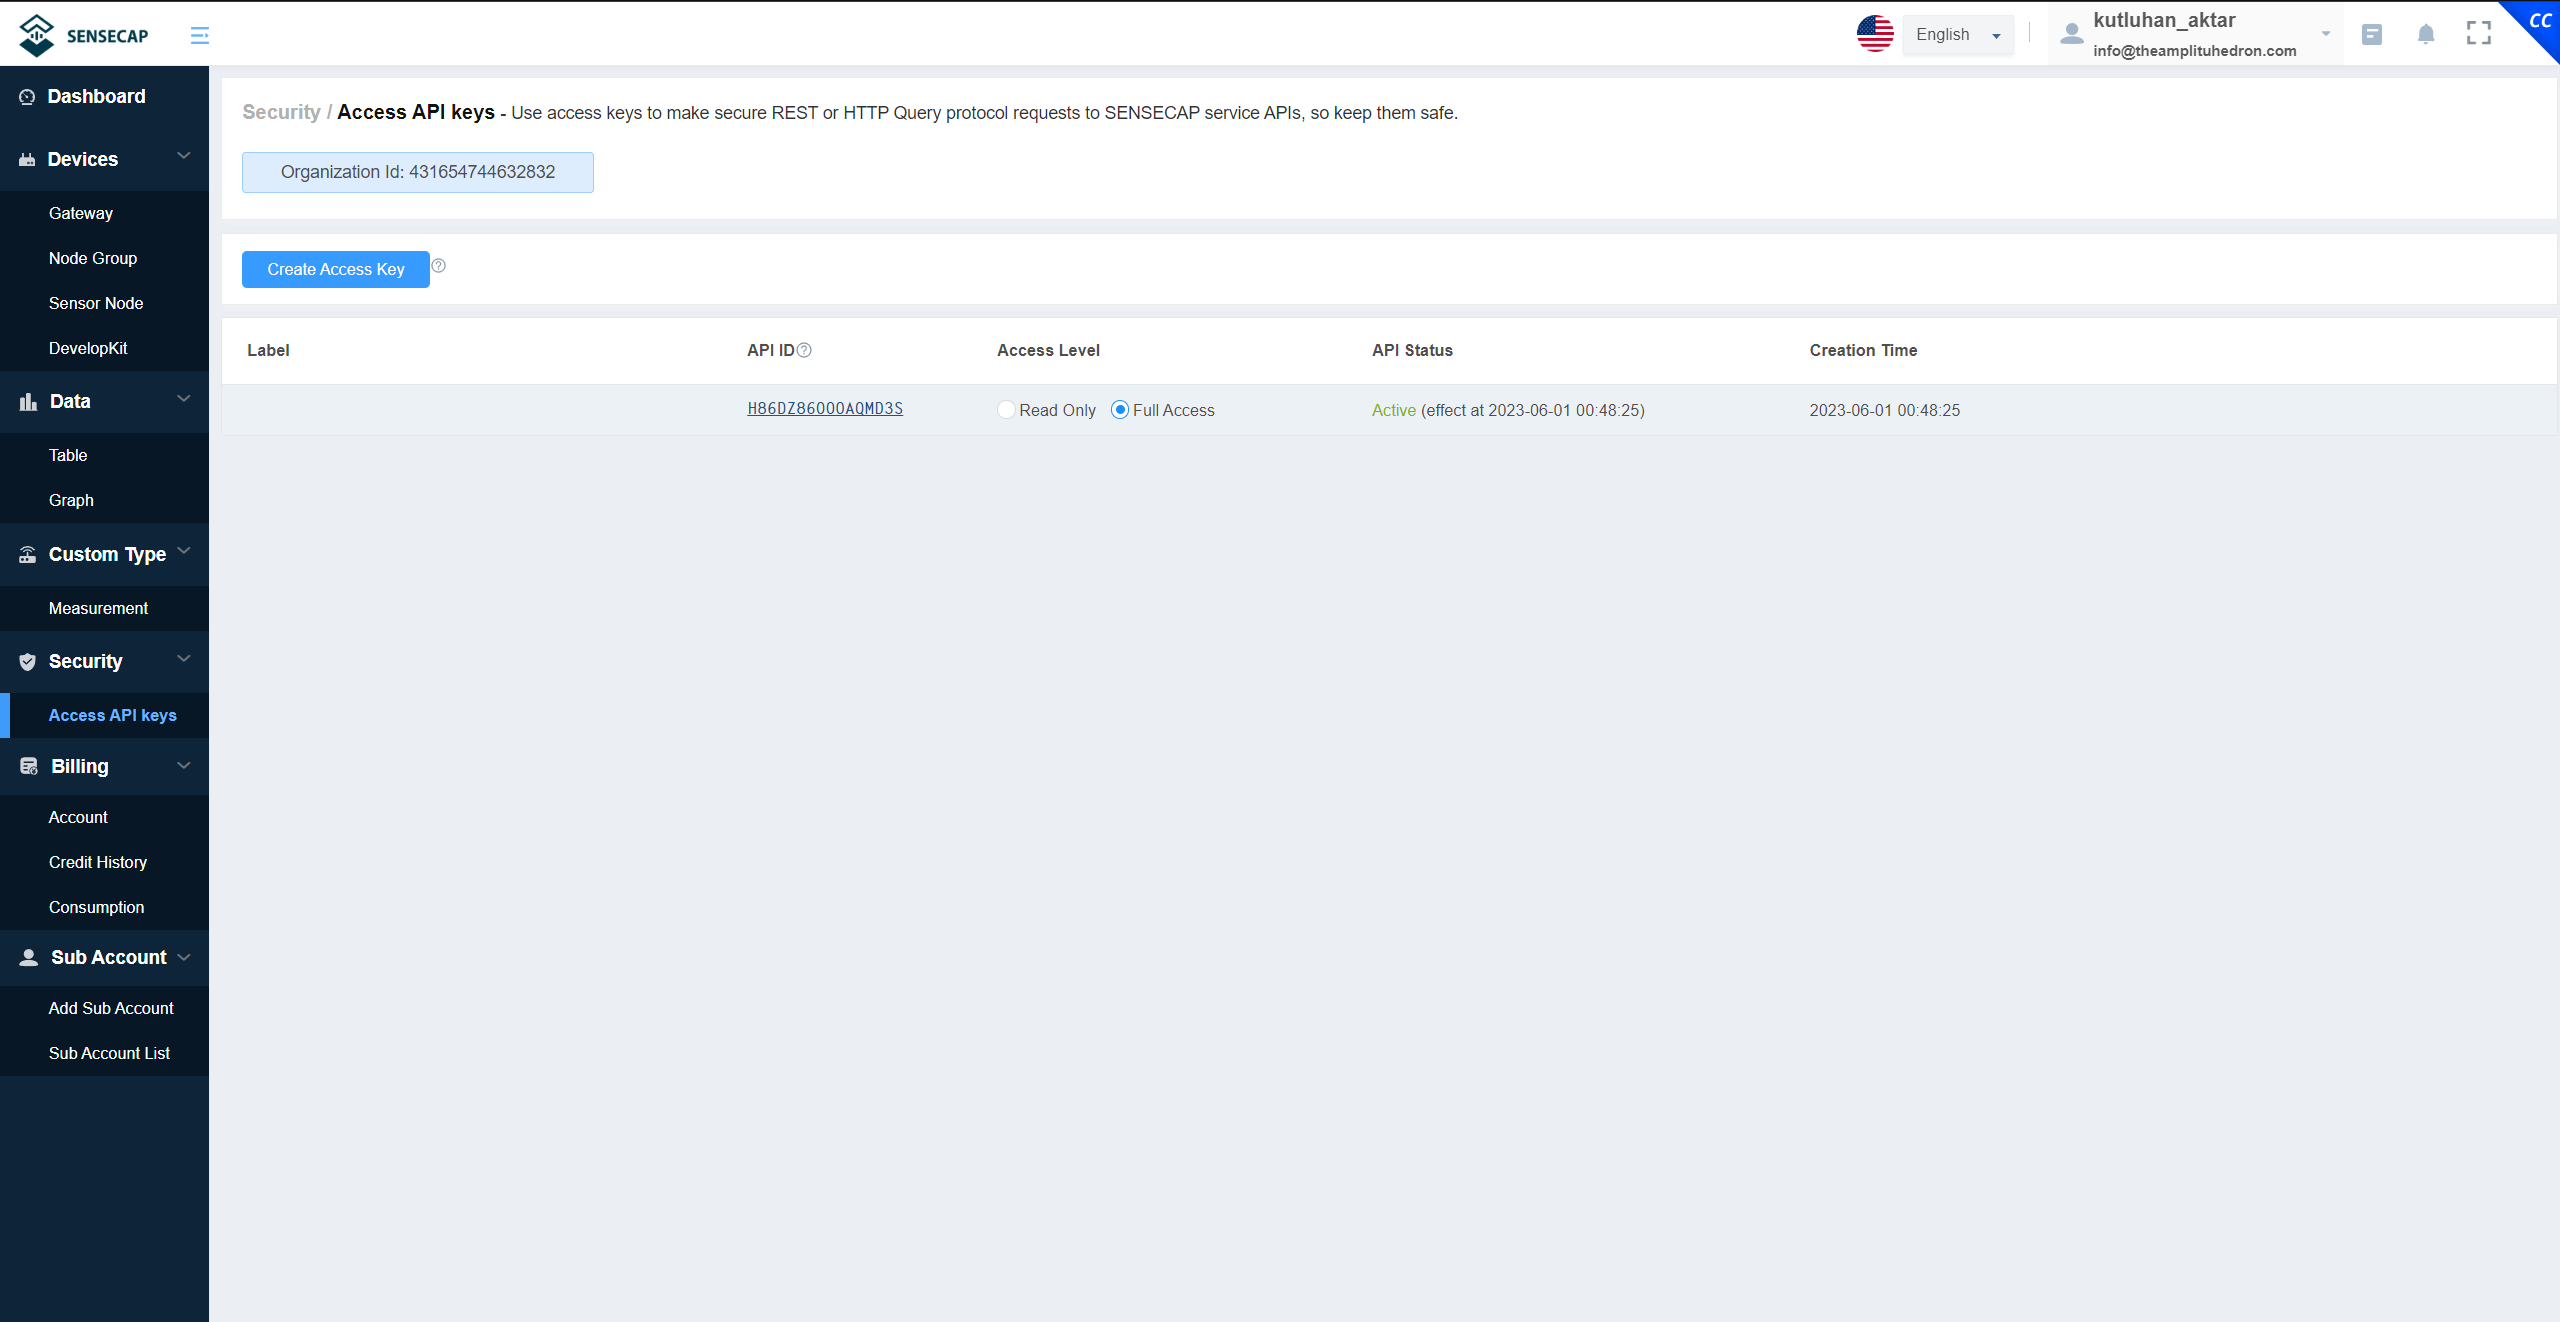 SENSECAP
English
kutluhan_aktar
info@theamplituhedron.com
CC
Dashboard
Devices
Gateway
Node Group
Sensor Node
DevelopKit
Data
Table
Graph
Custom Type
Measurement
Security
Access API keys
Billing
Account
Credit History
Consumption
Sub Account
Add Sub Account
Sub Account List
Security / Access API keys - Use access keys to make secure REST or HTTP Query protocol requests to SENSECAP service APIs, so keep them safe.
Organization Id: 431654744632832
Create Access Key
Label API ID Access Level API Status Creation Time
H86DZ86OOOAQMD3S Read Only Full Access Active (effect at 2023-06-01 00:48:25) 2023-06-01 00:48:25